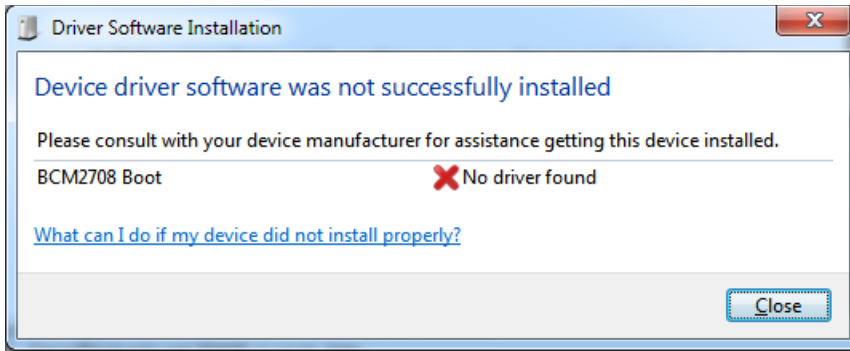 Driver Software Installation
Device driver software was not successfully installed
Please consult with your device manufacturer for assistance getting this device installed.
BCM2708 Boot No driver found
What can I do if my device did not install properly?
Close